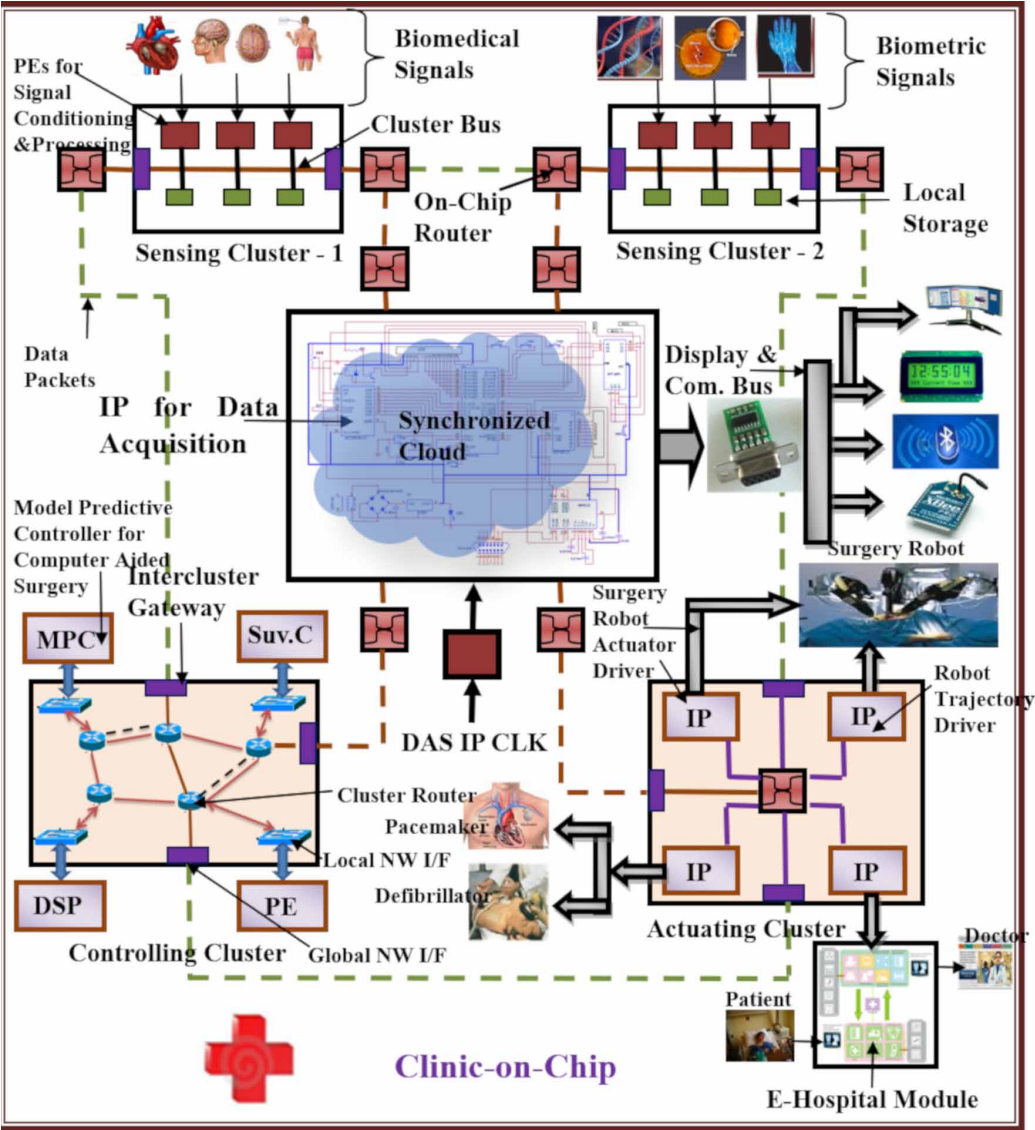 Biomedical
Signals
Biometric
Signals
PEs for
Signal
Conditioning
&Processing
Cluster Bus
On-Chip
Router
Local
Storage
Sensing Cluster - 1
Sensing Cluster - 2
Data
Packets
IP for Data
Acquisition
Synchronized
Cloud
Display &
Com. Bus
12:55:04
XBee
Surgery Robot
Model Predictive
Controller for
Computer Aided
Surgery
Intercluster
Gateway
MPC
Suv.C
DAS IP CLK
Surgery
Robot
Actuator
Driver
Robot
Trajectory
Driver
IP
IP
IP
IP
Cluster Router
Pacemaker
Local NW I/F
Defibrillator
DSP
PE
Controlling Cluster
Global NW I/F
Actuating Cluster
Doctor
Patient
Clinic-on-Chip
E-Hospital Module